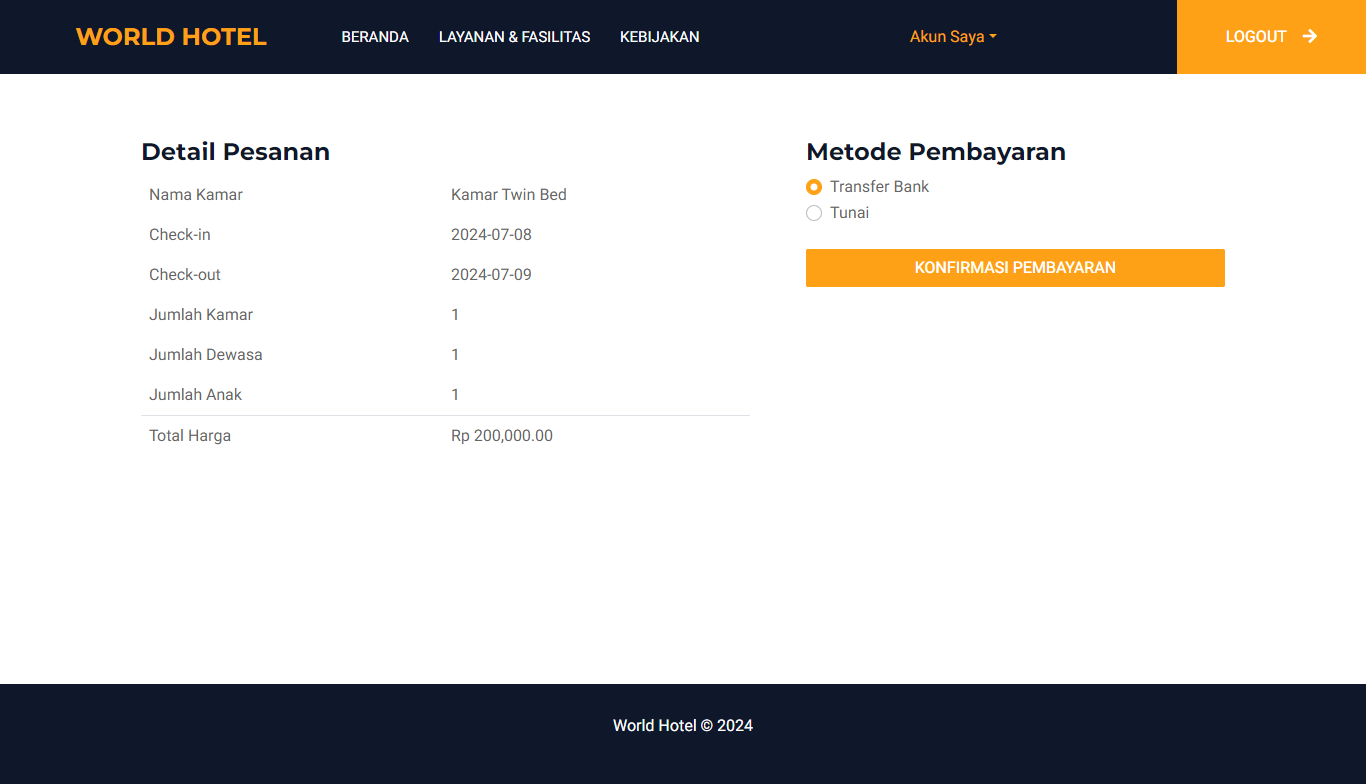 WORLD HOTEL BERANDA LAYANAN & FASILITAS KEBIJAKAN Akun Saya LOGOUT
Detail Pesanan
Nama Kamar Kamar Twin Bed
Check-in 2024-07-08
Check-out 2024-07-09
Jumlah Kamar 1
Jumlah Dewasa 1
Jumlah Anak 1
Total Harga Rp 200,000.00
Metode Pembayaran
Transfer Bank
Tunai
KONFIRMASI PEMBAYARAN
World Hotel © 2024